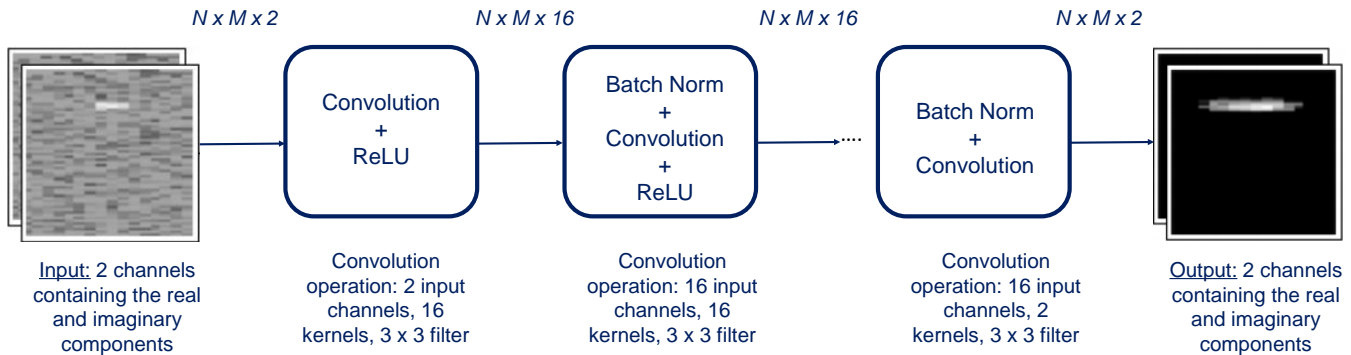 N x M x 2
N x M x 16
N x M x 16
N x M x 2
Convolution
+
ReLU
Batch Norm
+
Convolution
+
ReLU
....
Batch Norm
+
Convolution
Input: 2 channels
containing the real
and imaginary
components
Convolution
operation: 2 input
channels, 16
kernels, 3 x 3 filter
Convolution
operation: 16 input
channels, 16
kernels, 3 x 3 filter
Convolution
operation: 16 input
channels, 2
kernels, 3 x 3 filter
Output: 2 channels
containing the real
and imaginary
components